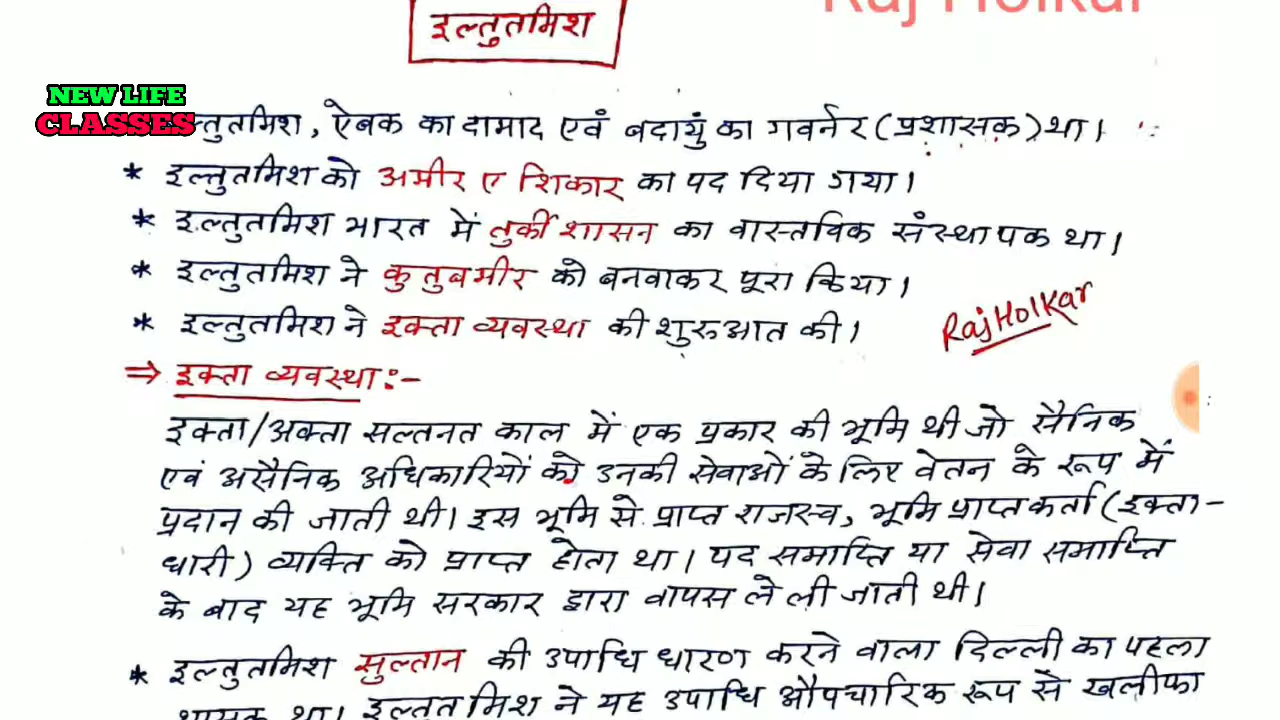 Raj Holkar
इल्तुतमिश
NEW LIFE
CLASSES
ल्तुतमिश, ऐबक का दामाद एवं बदायुं का गवर्नर (प्रशासक) था।
* इल्तुतमिश को अमीर ए शिकार का पद दिया गया।
* इल्तुतमिश भारत में तुर्की शासन का वास्तविक संस्थापक था।
* इल्तुतमिश ने कुतुबमीर को बनवाकर पूरा किया।
* इल्तुतमिश ने इक्ता व्यवस्था की शुरुआत की।
Raj Holkar
⇒ इक्ता व्यवस्था:-
इक्ता/अक्ता सल्तनत काल में एक प्रकार की भूमि थी जो सैनिक
एवं असैनिक अधिकारियों को उनकी सेवाओं के लिए वेतन के रूप में
प्रदान की जाती थी। इस भूमि से प्राप्त राजस्व, भूमि प्राप्तकर्ता (इक्ता-
धारी) व्यक्ति को प्राप्त होता था। पद समाप्ति या सेवा समाप्ति
के बाद यह भूमि सरकार द्वारा वापस ले ली जाती थी।
* इल्तुतमिश सुल्तान की उपाधि धारण करने वाला दिल्ली का पहला
शासक था। इल्तुतमिश ने यह उपाधि औपचारिक रूप से खलीफा